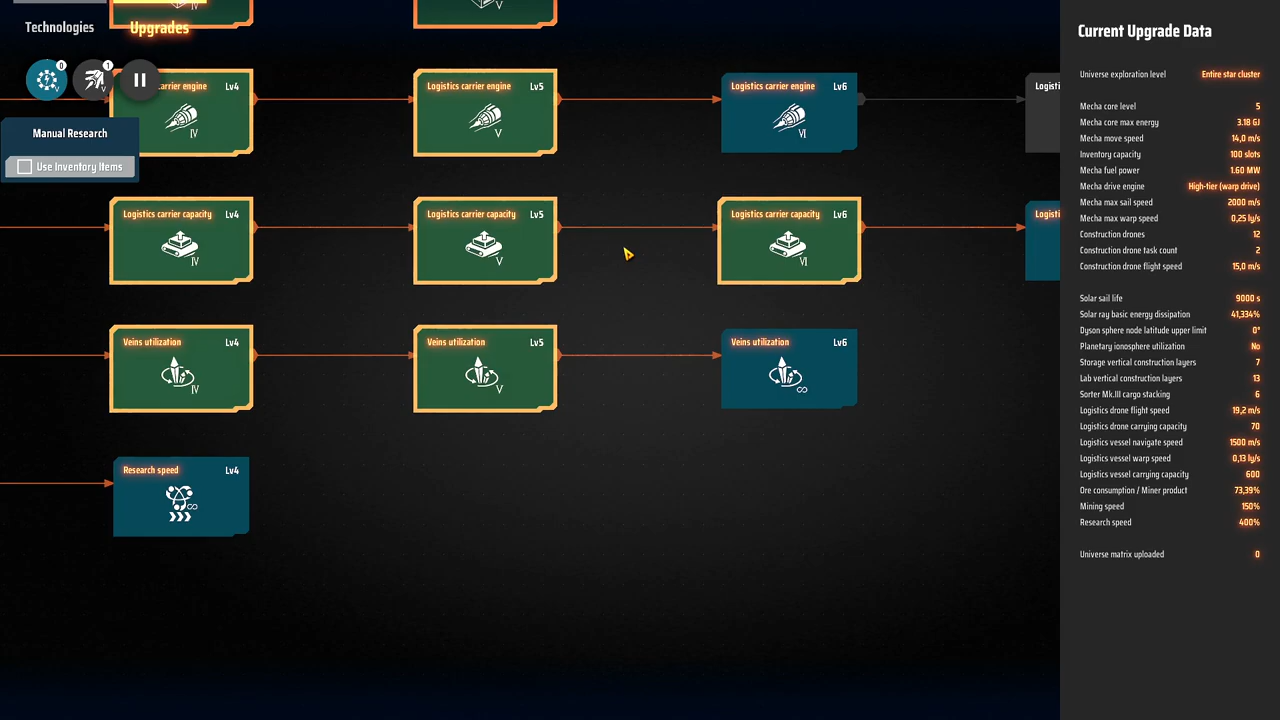 Technologies
Upgrades
0
1
V
V
Manual Research
Use Inventory Items
carrier engine Lv4
IV
Logistics carrier engine Lv5
V
Logistics carrier engine Lv6
VI
Logisti
Logistics carrier capacity Lv4
IV
Logistics carrier capacity Lv5
V
Logistics carrier capacity Lv6
VI
Logisti
Veins utilization Lv4
IV
Veins utilization Lv5
V
Veins utilization Lv6
∞
Research speed Lv4
∞
Current Upgrade Data
Universe exploration level Entire star cluster
Mecha core level 5
Mecha core max energy 3.18 GJ
Mecha move speed 14,0 m/s
Inventory capacity 100 slots
Mecha fuel power 1.60 MW
Mecha drive engine High-tier (warp drive)
Mecha max sail speed 2000 m/s
Mecha max warp speed 0,25 ly/s
Construction drones 12
Construction drone task count 2
Construction drone flight speed 15,0 m/s
Solar sail life 9000 s
Solar ray basic energy dissipation 41,334%
Dyson sphere node latitude upper limit 0°
Planetary ionosphere utilization No
Storage vertical construction layers 7
Lab vertical construction layers 13
Sorter Mk.III cargo stacking 6
Logistics drone flight speed 19,2 m/s
Logistics drone carrying capacity 70
Logistics vessel navigate speed 1500 m/s
Logistics vessel warp speed 0,13 ly/s
Logistics vessel carrying capacity 600
Ore consumption / Miner product 73,39%
Mining speed 150%
Research speed 400%
Universe matrix uploaded 0